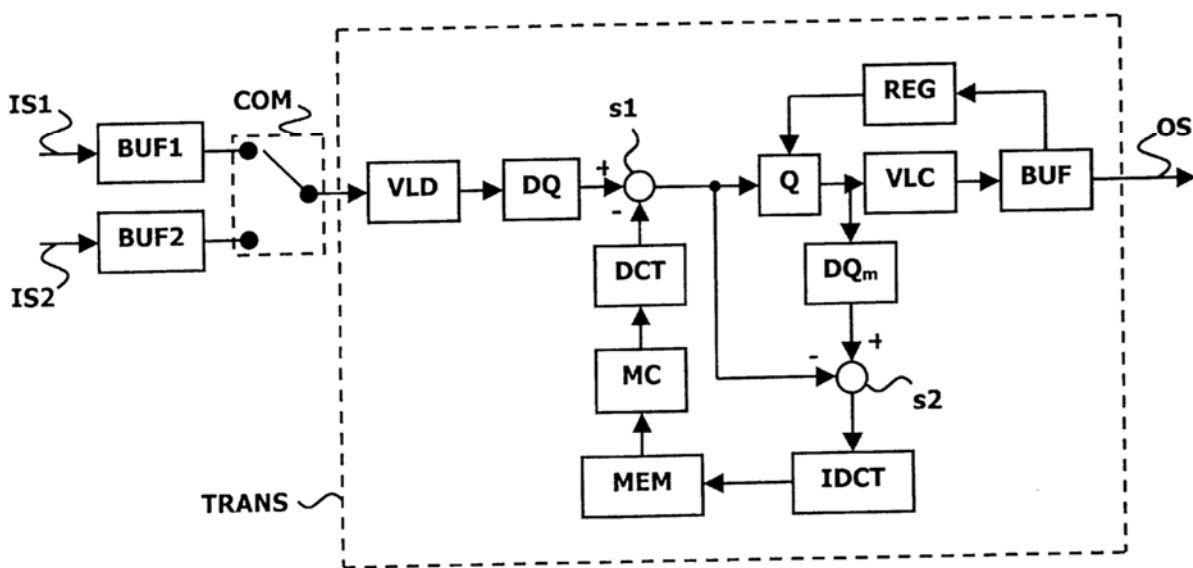 REG
COM
s1
IS1
OS
BUF1
VLD
DQ
+
-
Q
VLC
BUF
BUF2
IS2
DCT
DQm
MC
-
+
s2
MEM
IDCT
TRANS